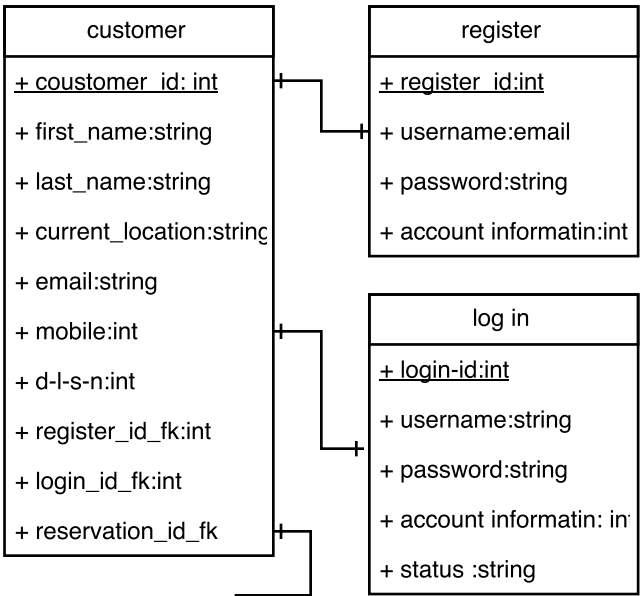 customer
+ coustomer_id: int
+ first_name:string
+ last_name:string
+ current_location:string
+ email:string
+ mobile:int
+ d-l-s-n:int
+ register_id_fk:int
+ login_id_fk:int
+ reservation_id_fk
register
+ register_id:int
+ username:email
+ password:string
+ account informatin:int
log in
+ login-id:int
+ username:string
+ password:string
+ account informatin: int
+ status :string